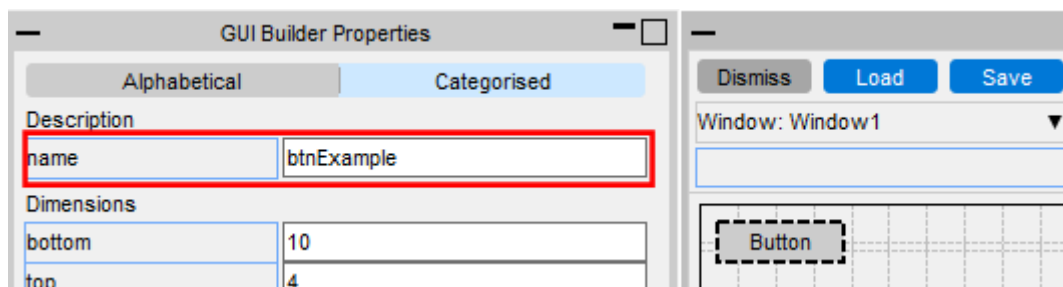 GUI Builder Properties
Alphabetical Categorised
Description
name btnExample
Dimensions
bottom 10
top 4
Dismiss Load Save
Window: Window1
Button